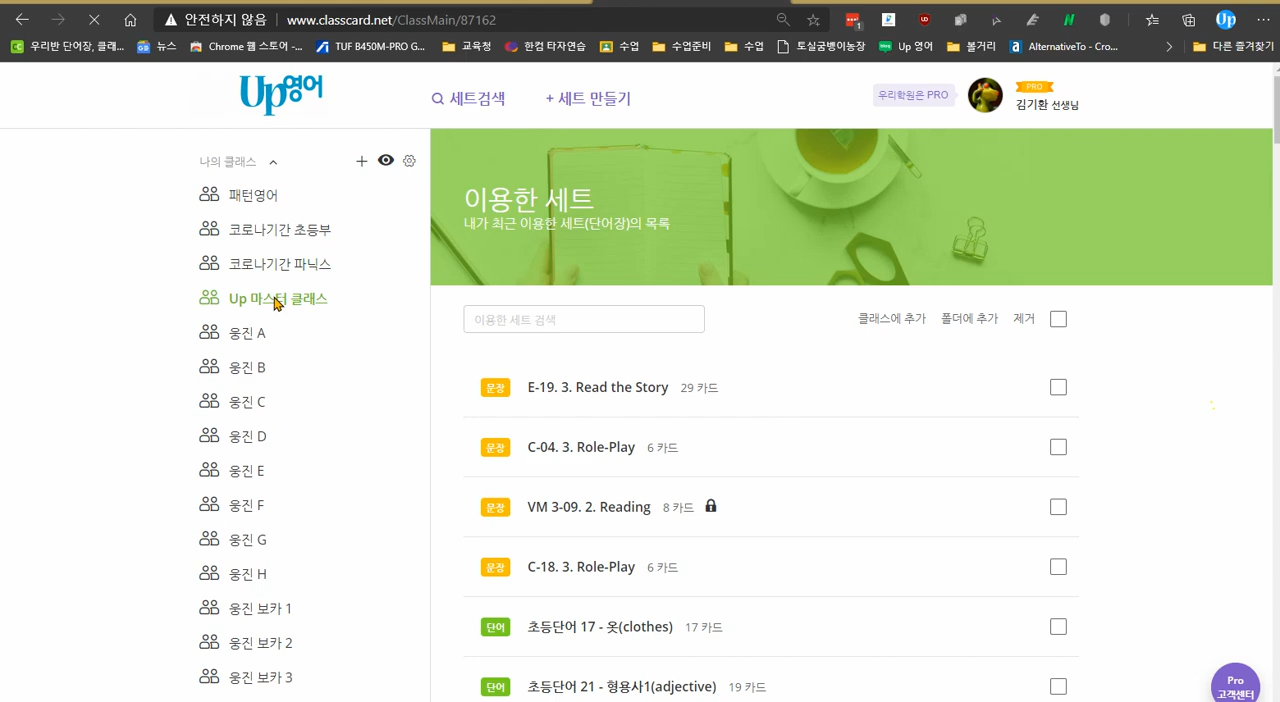 안전하지 않음 www.classcard.net/ClassMain/87162
1 UD N Up
우리반 단어장, 클래... GB 뉴스 Chrome 웹 스토어 -... TUF B450M-PRO G... 교육청 한컴 타자연습 수업 수업준비 수업 토실궁뱅이농장 Up 영어 볼거리 a AlternativeTo - Cro... 다른 즐겨찾기
Up영어
세트검색
+ 세트 만들기
우리학원은 PRO
PRO
김기환 선생님
나의 클래스
패턴영어
코로나기간 초등부
코로나기간 파닉스
Up 마스터 클래스
웅진 A
웅진 B
웅진 C
웅진 D
웅진 E
웅진 F
웅진 G
웅진 H
웅진 보카 1
웅진 보카 2
웅진 보카 3
이용한 세트
내가 최근 이용한 세트(단어장)의 목록
이용한 세트 검색
클래스에 추가 폴더에 추가 제거
문장 E-19. 3. Read the Story 29 카드
문장 C-04. 3. Role-Play 6 카드
문장 VM 3-09. 2. Reading 8 카드
문장 C-18. 3. Role-Play 6 카드
단어 초등단어 17 - 옷(clothes) 17 카드
단어 초등단어 21 - 형용사1(adjective) 19 카드
Pro
고객센터